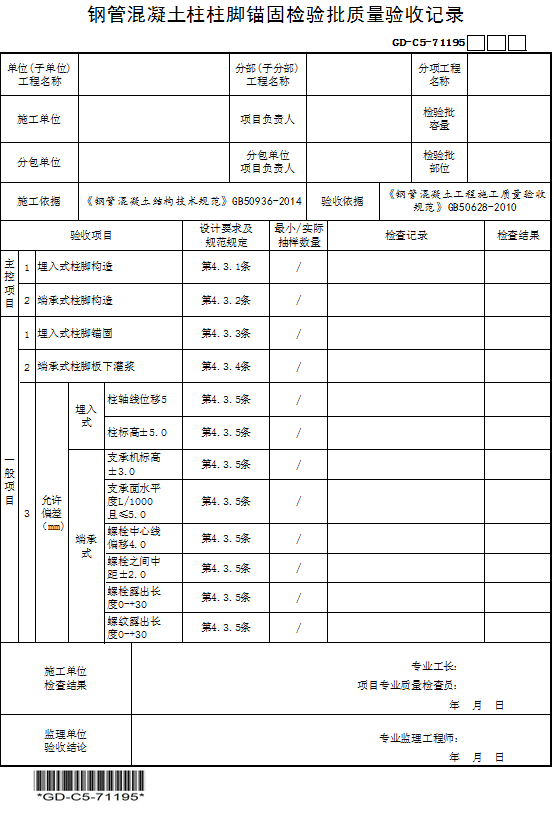 钢管混凝土柱柱脚锚固检验批质量验收记录
GD-C5-71195
单位(子单位)
工程名称
分部(子分部)
工程名称
分项工程
名称
施工单位
项目负责人
检验批
容量
分包单位
分包单位
项目负责人
检验批
部位
施工依据
《钢管混凝土结构技术规范》GB50936-2014
验收依据
《钢管混凝土工程施工质量验收
规范》GB50628-2010
验收项目
设计要求及
规范规定
最小/实际
抽样数量
检查记录
检查结果
主控项目
1 埋入式柱脚构造 第4.3.1条 /
2 端承式柱脚构造 第4.3.2条 /
一般项目
1 埋入式柱脚锚固 第4.3.3条 /
2 端承式柱脚板下灌浆 第4.3.4条 /
3
允许
偏差
(mm)
埋入
式
柱轴线位移5 第4.3.5条 /
柱标高±5.0 第4.3.5条 /
端承
式
支承机标高
±3.0
第4.3.5条 /
支承面水平
度L/1000
且≤5.0
第4.3.5条 /
螺栓中心线
偏移4.0
第4.3.5条 /
螺栓之间中
距±2.0
第4.3.5条 /
螺栓露出长
度0-+30
第4.3.5条 /
螺纹露出长
度0-+30
第4.3.5条 /
施工单位
检查结果
专业工长:
项目专业质量检查员:
年 月 日
监理单位
验收结论
专业监理工程师:
年 月 日
*GD-C5-71195*